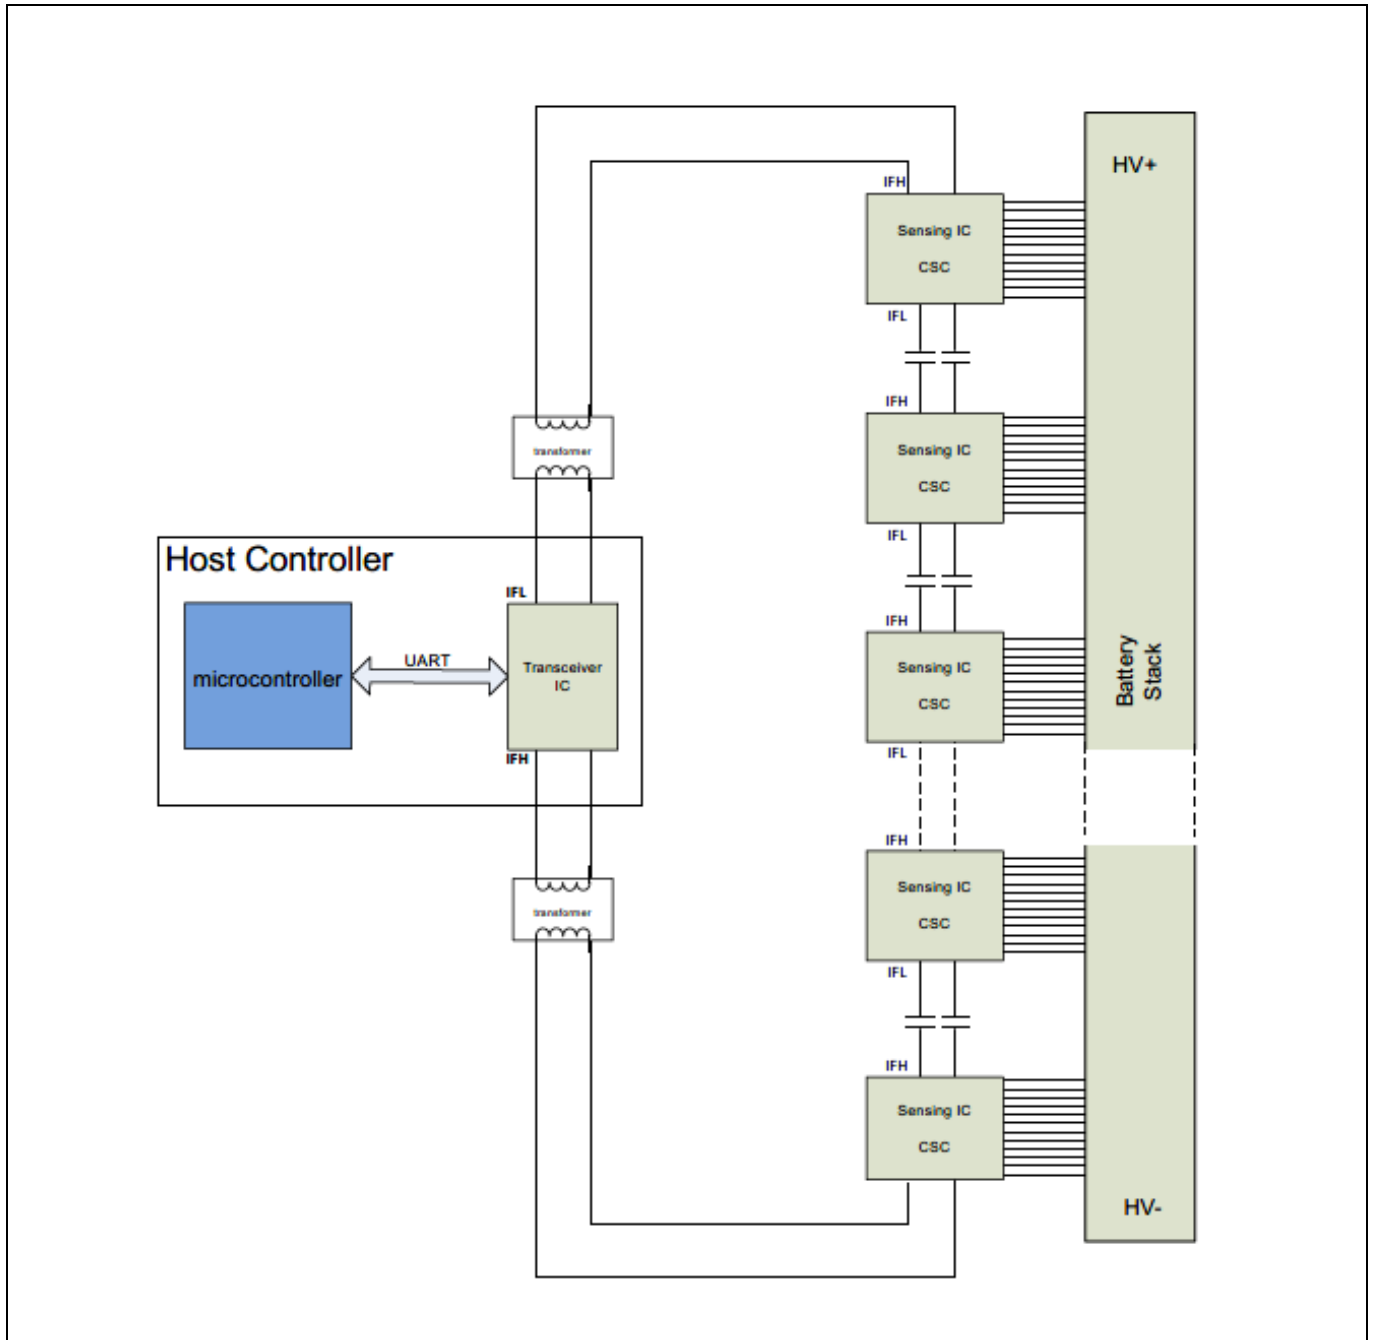 HV+
IFH
Sensing IC
CSC
IFL
IFH
Sensing IC
CSC
IFL
transformer
Host Controller
IFL
microcontroller
UART
Transceiver
IC
IFH
IFH
Sensing IC
CSC
IFL
Battery
Stack
transformer
IFH
Sensing IC
CSC
IFL
IFH
Sensing IC
CSC
HV-